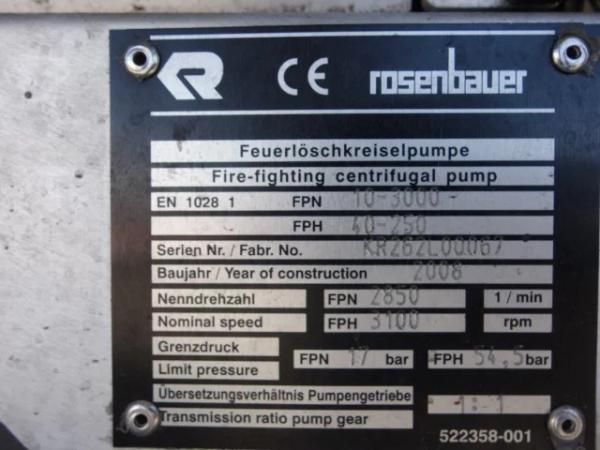 R CE rosenbauer
Feuerlöschkreiselpumpe
Fire-fighting centrifugal pump
EN 1028 1 FPN 10-3000
FPH 40-250
Serien Nr. / Fabr. No. KR262L00067
Baujahr / Year of construction 2008
Nenndrehzahl FPN 2850 1 / min
Nominal speed FPH 3100 rpm
Grenzdruck
Limit pressure FPN 17 bar FPH 54,5 bar
Übersetzungsverhältnis Pumpengetriebe
Transmission ratio pump gear 1:1
522358-001